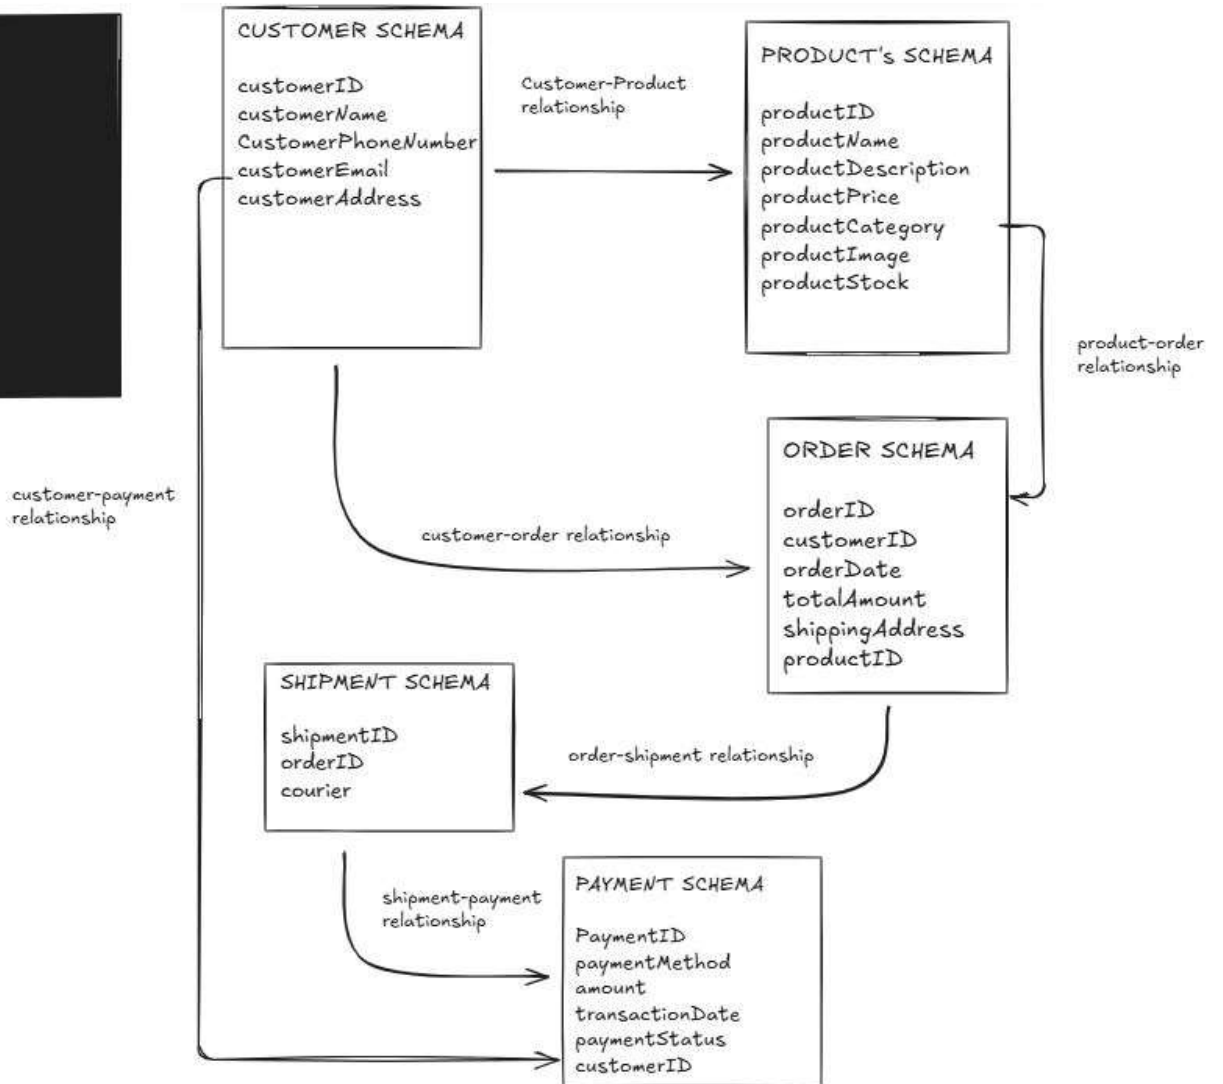 CUSTOMER SCHEMA
customerID
customerName
CustomerPhoneNumber
customerEmail
customerAddress
Customer-Product
relationship
PRODUCT's SCHEMA
productID
productName
productDescription
productPrice
productCategory
productImage
productStock
product-order
relationship
customer-payment
relationship
customer-order relationship
ORDER SCHEMA
orderID
customerID
orderDate
totalAmount
shippingAddress
productID
SHIPMENT SCHEMA
shipmentID
orderID
courier
order-shipment relationship
shipment-payment
relationship
PAYMENT SCHEMA
PaymentID
paymentMethod
amount
transactionDate
paymentStatus
customerID